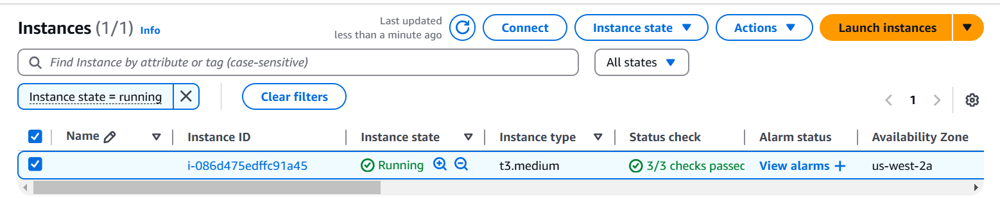 Instances (1/1) Info
Last updated
less than a minute ago
Connect
Instance state
Actions
Launch instances
Find Instance by attribute or tag (case-sensitive)
All states
Instance state = running
Clear filters
1
Name Instance ID Instance state Instance type Status check Alarm status Availability Zone
i-086d475edffc91a45 Running t3.medium 3/3 checks passed View alarms + us-west-2a